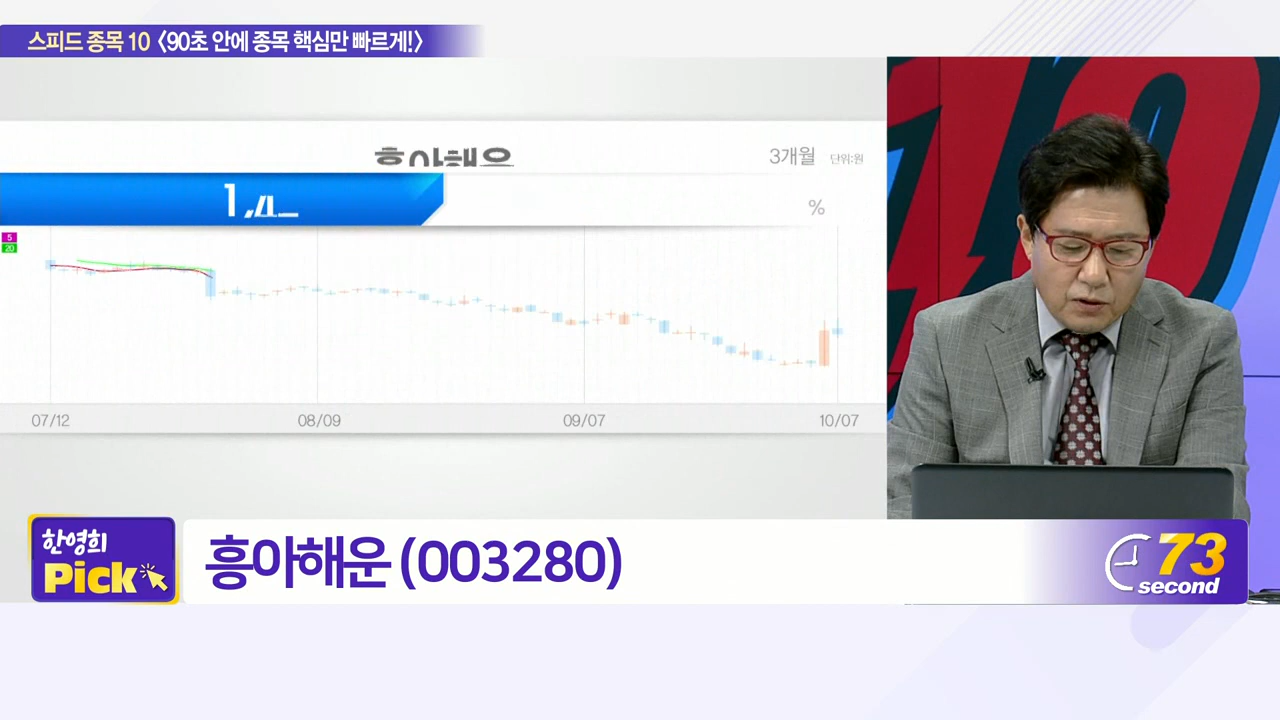 스피드 종목 10 〈90초 안에 종목 핵심만 빠르게!〉
3개월 단위:원
%
5
20
07/12 08/09 09/07 10/07
한영희
Pick
흥아해운 (003280)
73
second
10